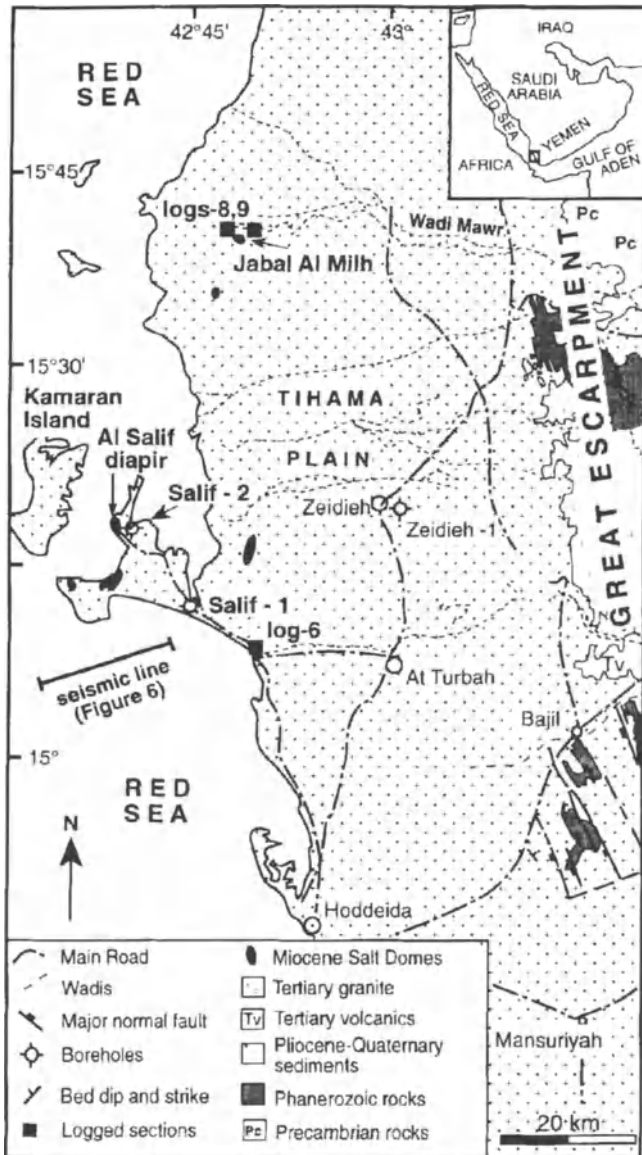 42°45'
43°
RED
SEA
IRAQ
SAUDI
ARABIA
RED SEA
YEMEN
GULF OF
ADEN
AFRICA
15°45'
logs-8,9
Wadi Mawr
Pc
Pc
Jabal Al Milh
GREAT ESCARPMENT
15°30'
Kamaran
Island
TIHAMA
PLAIN
Al Salif
diapir
Salif - 2
Zeidieh
Zeidieh - 1
Salif - 1
log-6
seismic line
(Figure 6)
At Turbah
Tv
Bajil
15°
RED
SEA
N
Hoddeida
Main Road
Wadis
Major normal fault
Boreholes
Bed dip and strike
Logged sections
Miocene Salt Domes
Tertiary granite
Tv Tertiary volcanics
Pliocene-Quaternary
sediments
Phanerozoic rocks
Pc Precambrian rocks
Mansuriyah
20 km